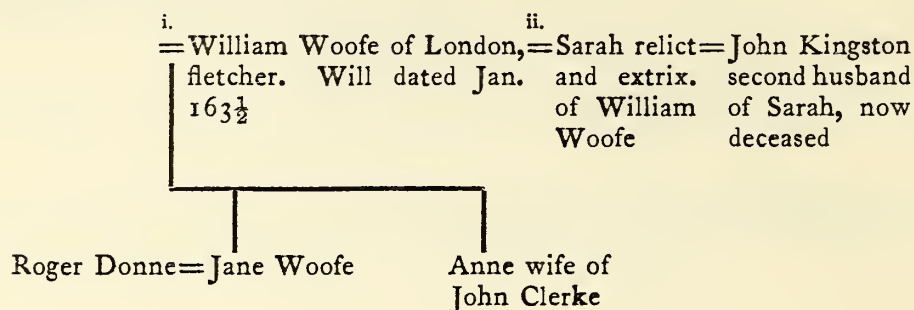 i. ii.
=William Woofe of London,=Sarah relict=John Kingston
fletcher. Will dated Jan. and extrix. second husband
163½ of William of Sarah, now
Woofe deceased
Roger Donne=Jane Woofe Anne wife of
John Clerke